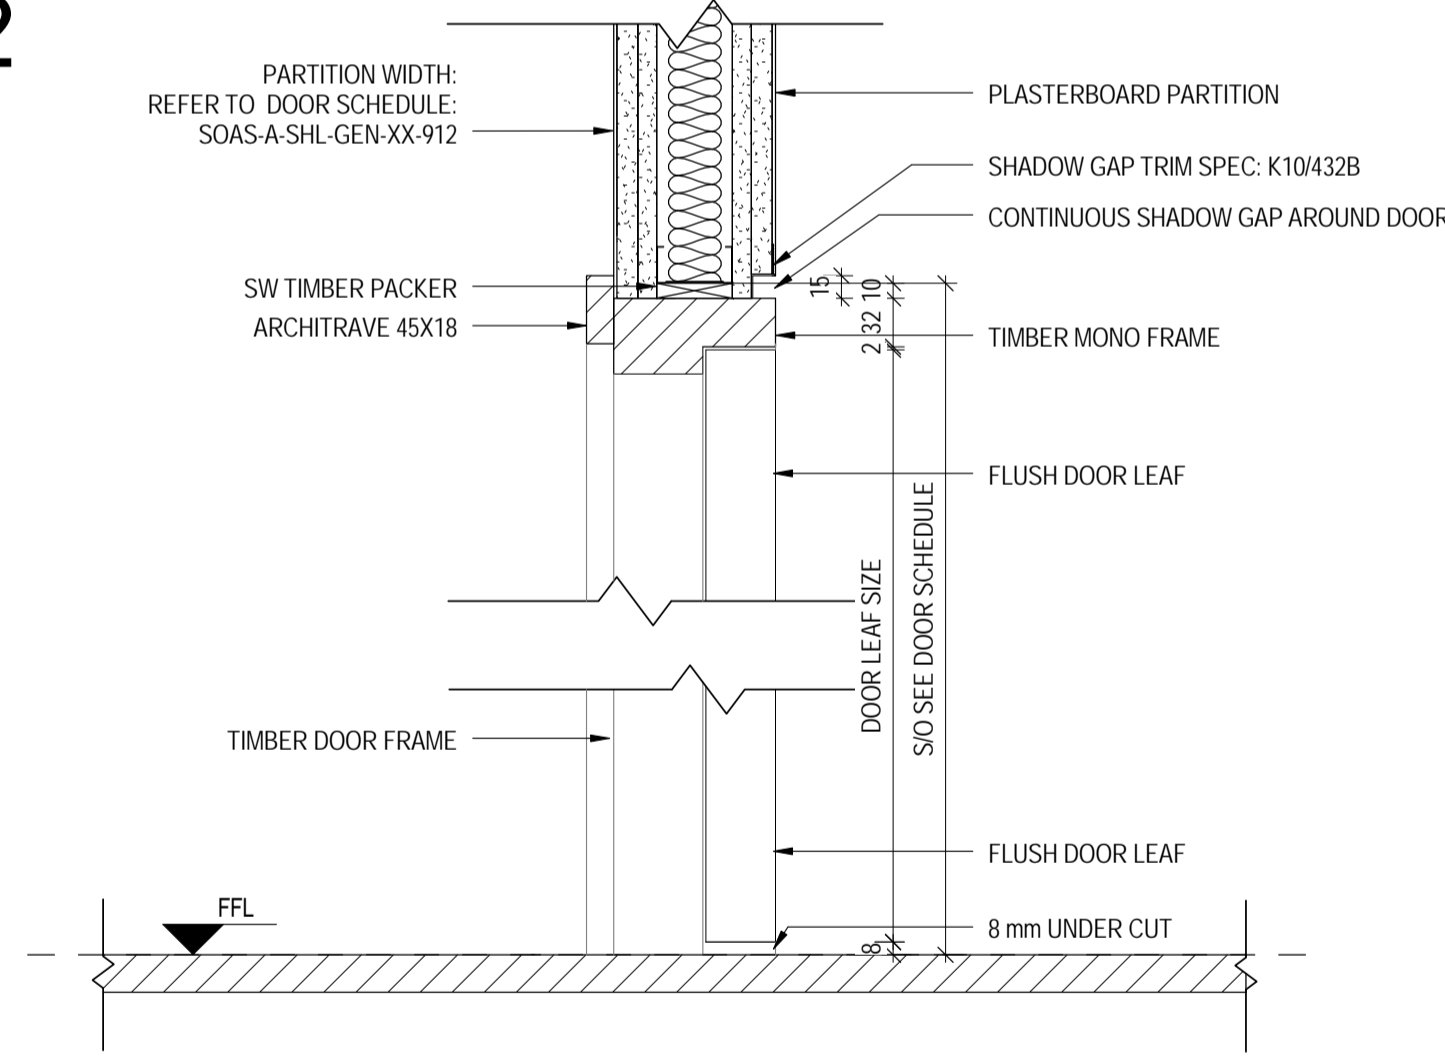 PARTITION WIDTH:
REFER TO DOOR SCHEDULE:
SOAS-A-SHL-GEN-XX-912
PLASTERBOARD PARTITION
SHADOW GAP TRIM SPEC: K10/432B
CONTINUOUS SHADOW GAP AROUND DOOR
SW TIMBER PACKER
ARCHITRAVE 45X18
15
10
32
2
TIMBER MONO FRAME
FLUSH DOOR LEAF
DOOR LEAF SIZE
S/O SEE DOOR SCHEDULE
TIMBER DOOR FRAME
FLUSH DOOR LEAF
FFL
8 mm UNDER CUT
8